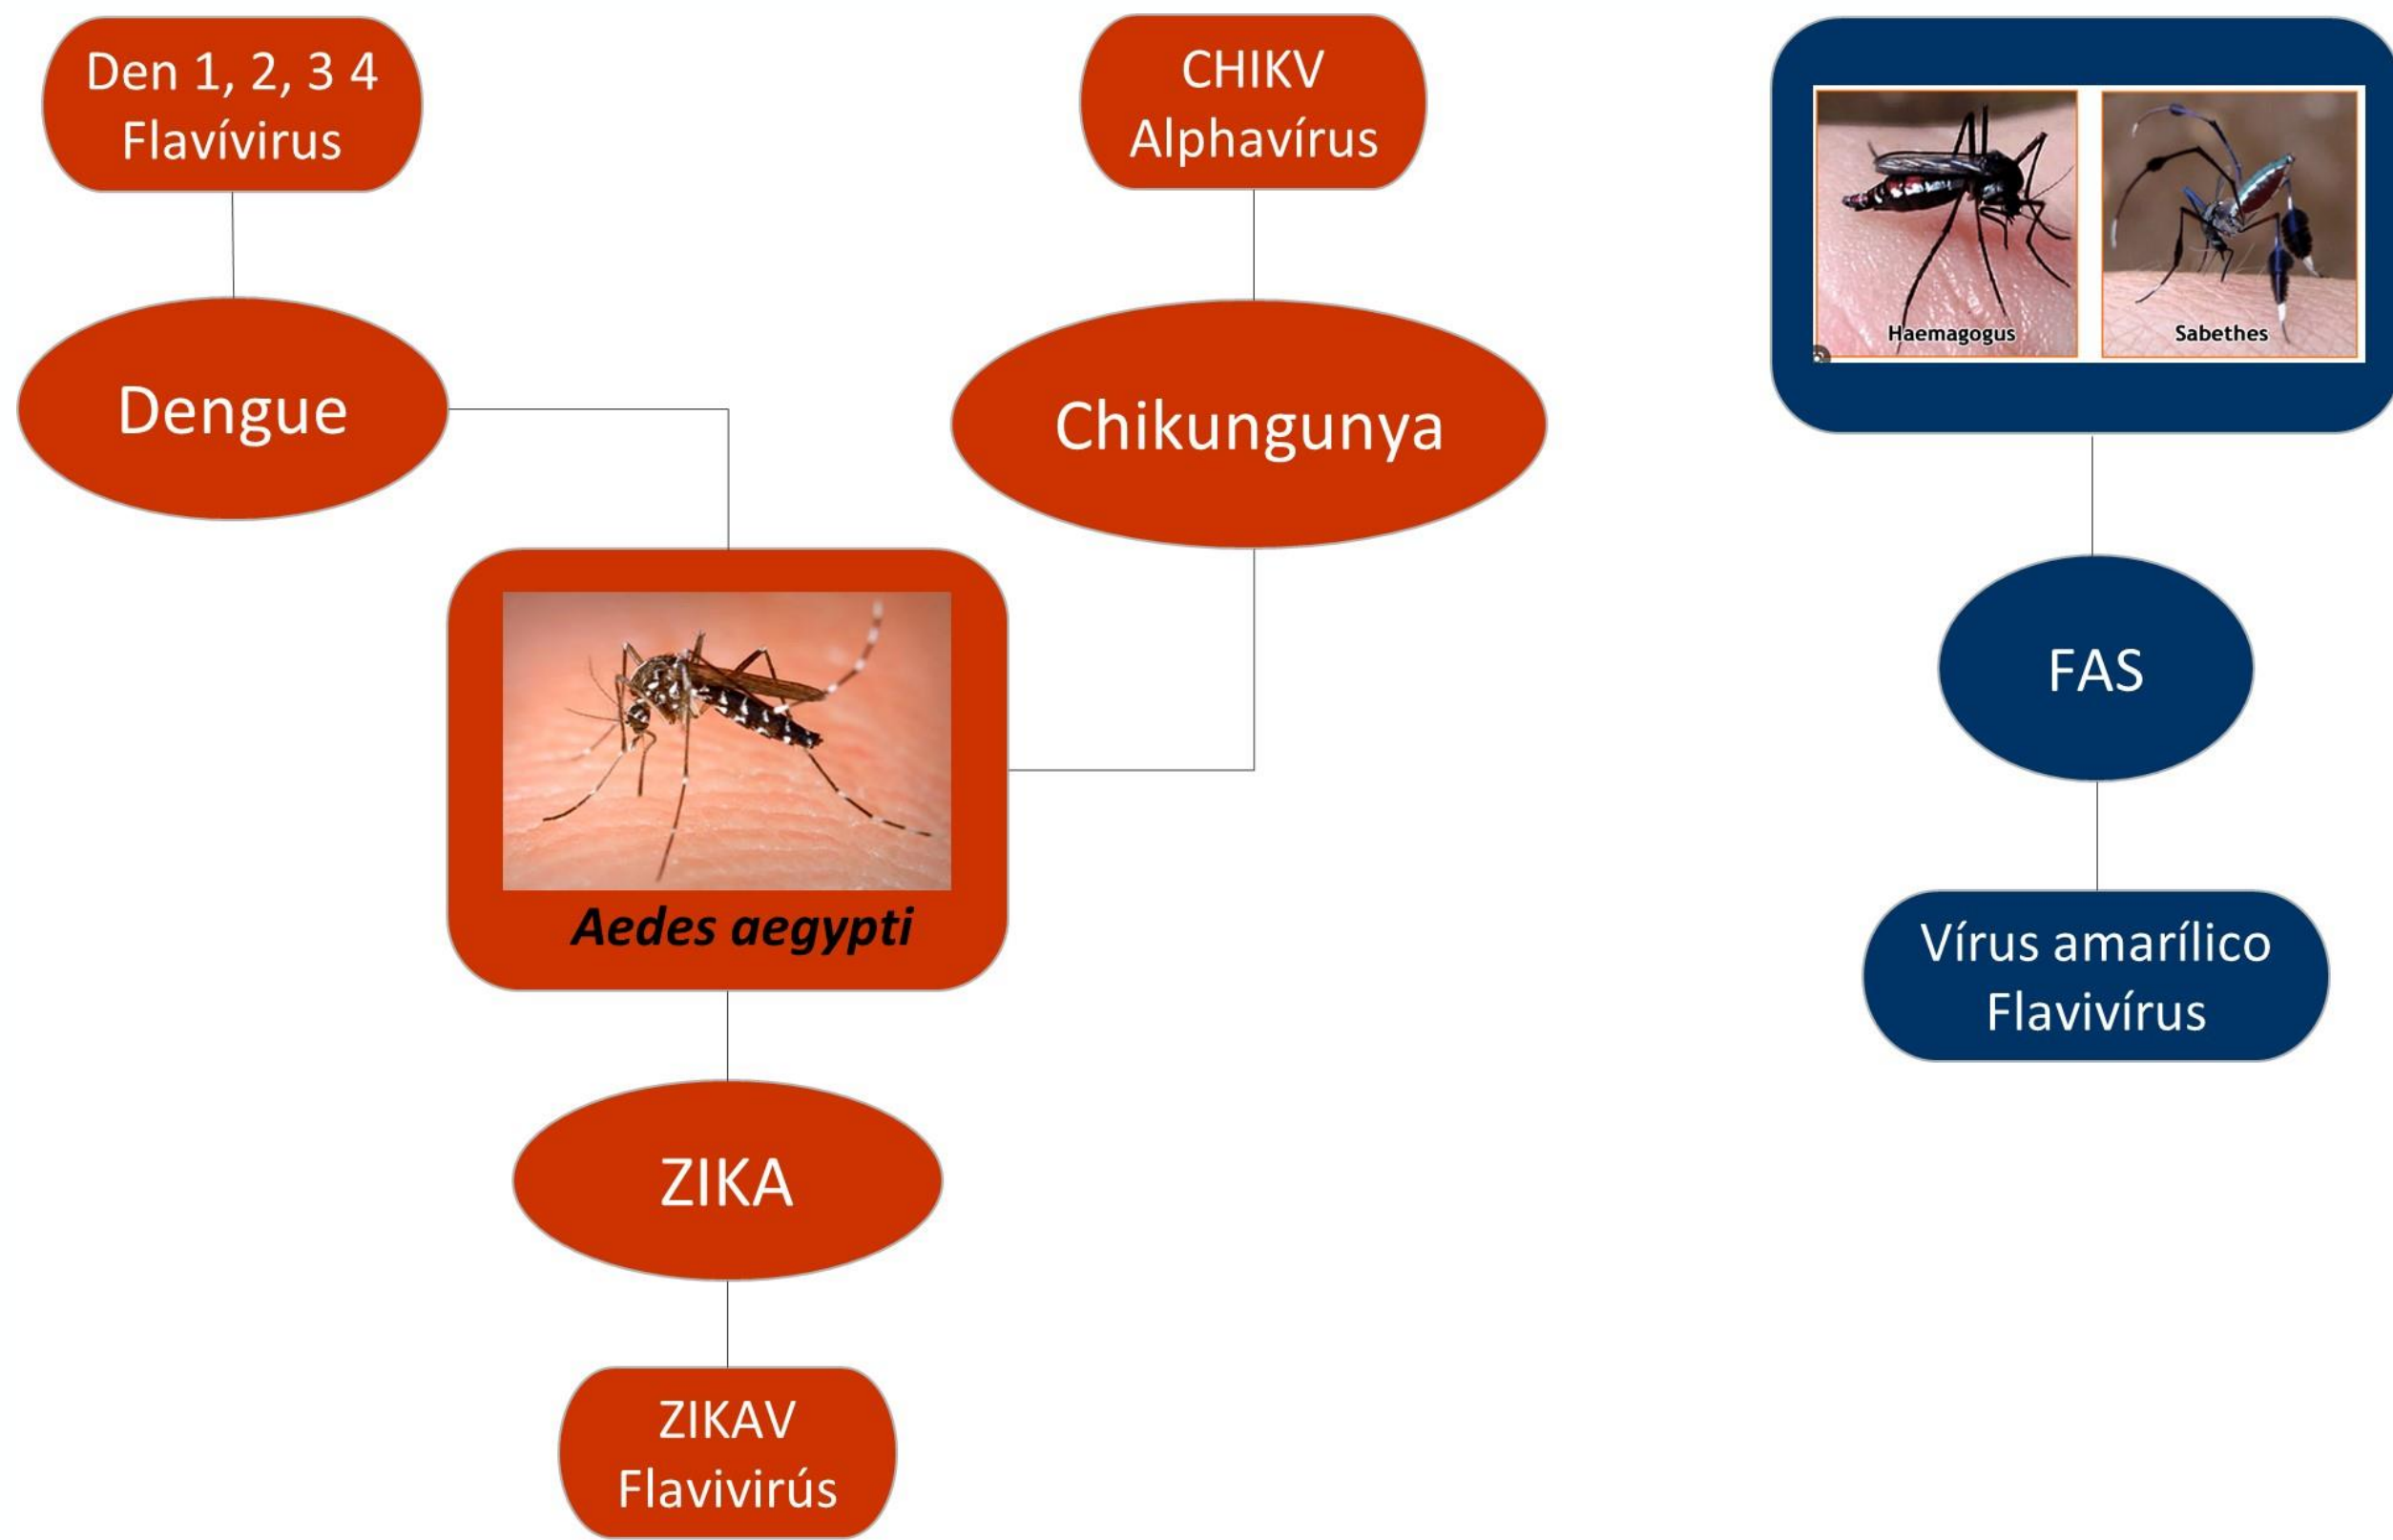 Den 1, 2, 3 4
Flavívirus
Dengue
CHIKV
Alphavírus
Chikungunya
Aedes aegypti
ZIKA
ZIKAV
Flavivirús
Haemagogus
Sabethes
FAS
Vírus amarílico
Flavivírus